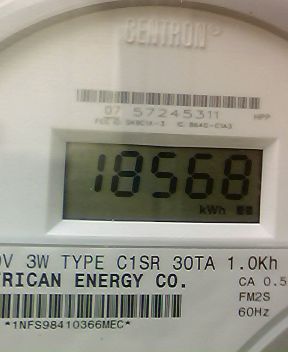 CENTRON®
07 57245311
HPP
18568
kWh
V 3W TYPE C1SR 30TA 1.0Kh
RICAN ENERGY CO.
CA 0.5
FM2S
60Hz
*1NFS98410366MEC*